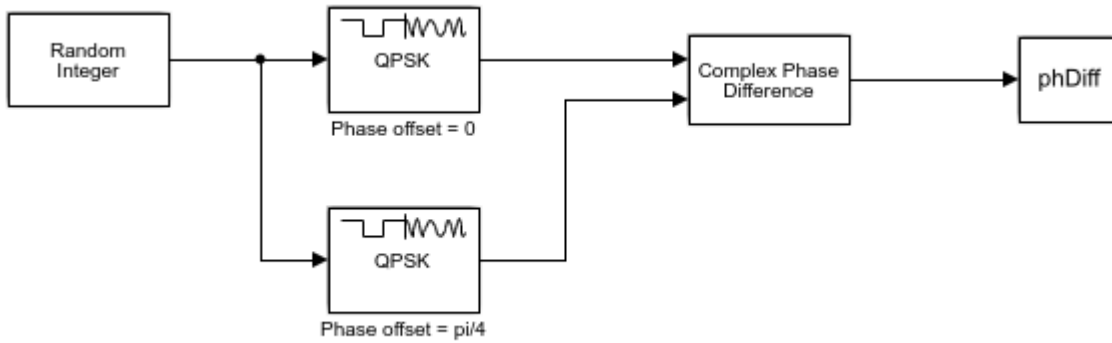 Random
Integer
QPSK
Phase offset = 0
Complex Phase
Difference
phDiff
QPSK
Phase offset = pi/4